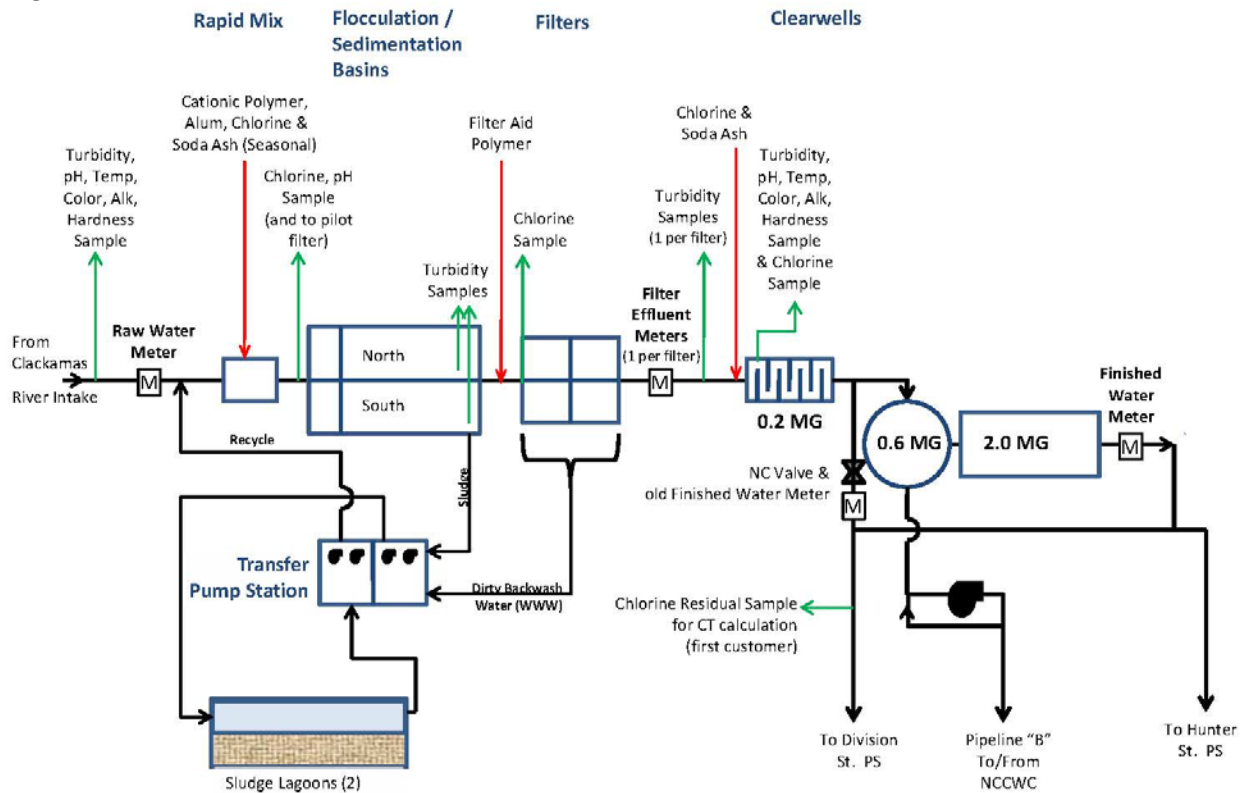 Rapid Mix
Flocculation /
Sedimentation
Basins
Filters
Clearwells
Cationic Polymer,
Alum, Chlorine &
Soda Ash (Seasonal)
Turbidity,
pH, Temp,
Color, Alk,
Hardness
Sample
Chlorine, pH
Sample
(and to pilot
filter)
Filter Aid
Polymer
Chlorine
Sample
Turbidity
Samples
Chlorine &
Soda Ash
Turbidity
Samples
(1 per filter)
Turbidity,
pH, Temp,
Color, Alk,
Hardness
Sample
& Chlorine
Sample
From
Clackamas
River Intake
Raw Water
Meter
M
North
South
Filter
Effluent
Meters
(1 per filter)
M
0.2 MG
0.6 MG
2.0 MG
Finished
Water
Meter
M
NC Valve &
old Finished Water Meter
M
Recycle
Sludge
Transfer
Pump Station
Dirty Backwash
Water (WWW)
Chlorine Residual Sample
for CT calculation
(first customer)
Sludge Lagoons (2)
To Division
St. PS
Pipeline "B"
To/From
NCCWC
To Hunter
St. PS